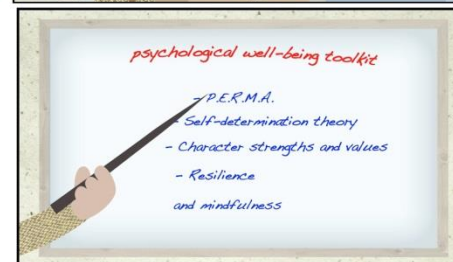 psychological well-being toolkit
- P.E.R.M.A.
- Self-determination theory
- Character strengths and values
- Resilience
and mindfulness